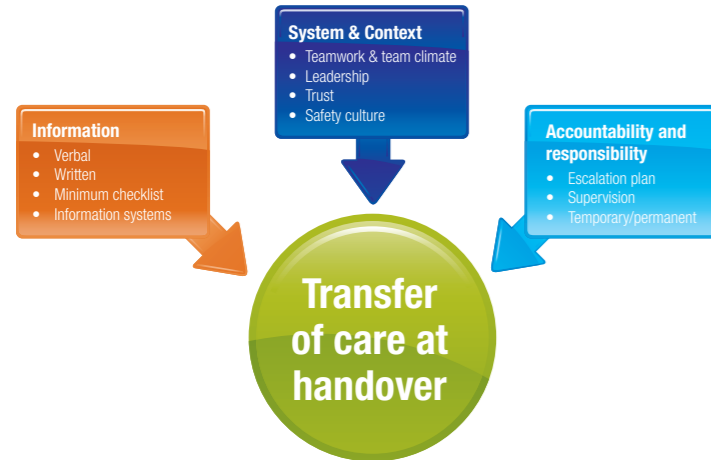 System & Context
• Teamwork & team climate
• Leadership
• Trust
• Safety culture
Information
• Verbal
• Written
• Minimum checklist
• Information systems
Accountability and
responsibility
• Escalation plan
• Supervision
• Temporary/permanent
Transfer
of care at
handover